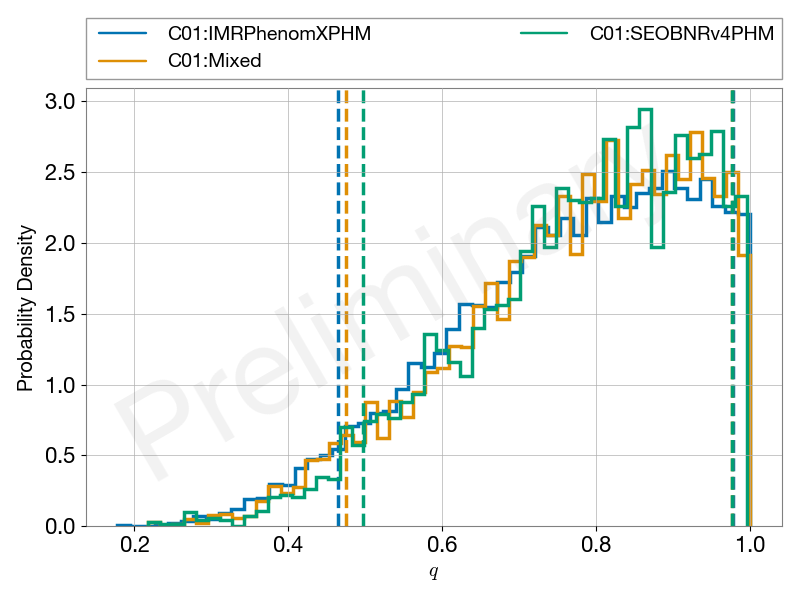 C01:IMRPhenomXPHM
C01:Mixed
C01:SEOBNRv4PHM
Probability Density
3.0
2.5
2.0
1.5
1.0
0.5
0.0
0.2
0.4
0.6
0.8
1.0
q
Preliminary